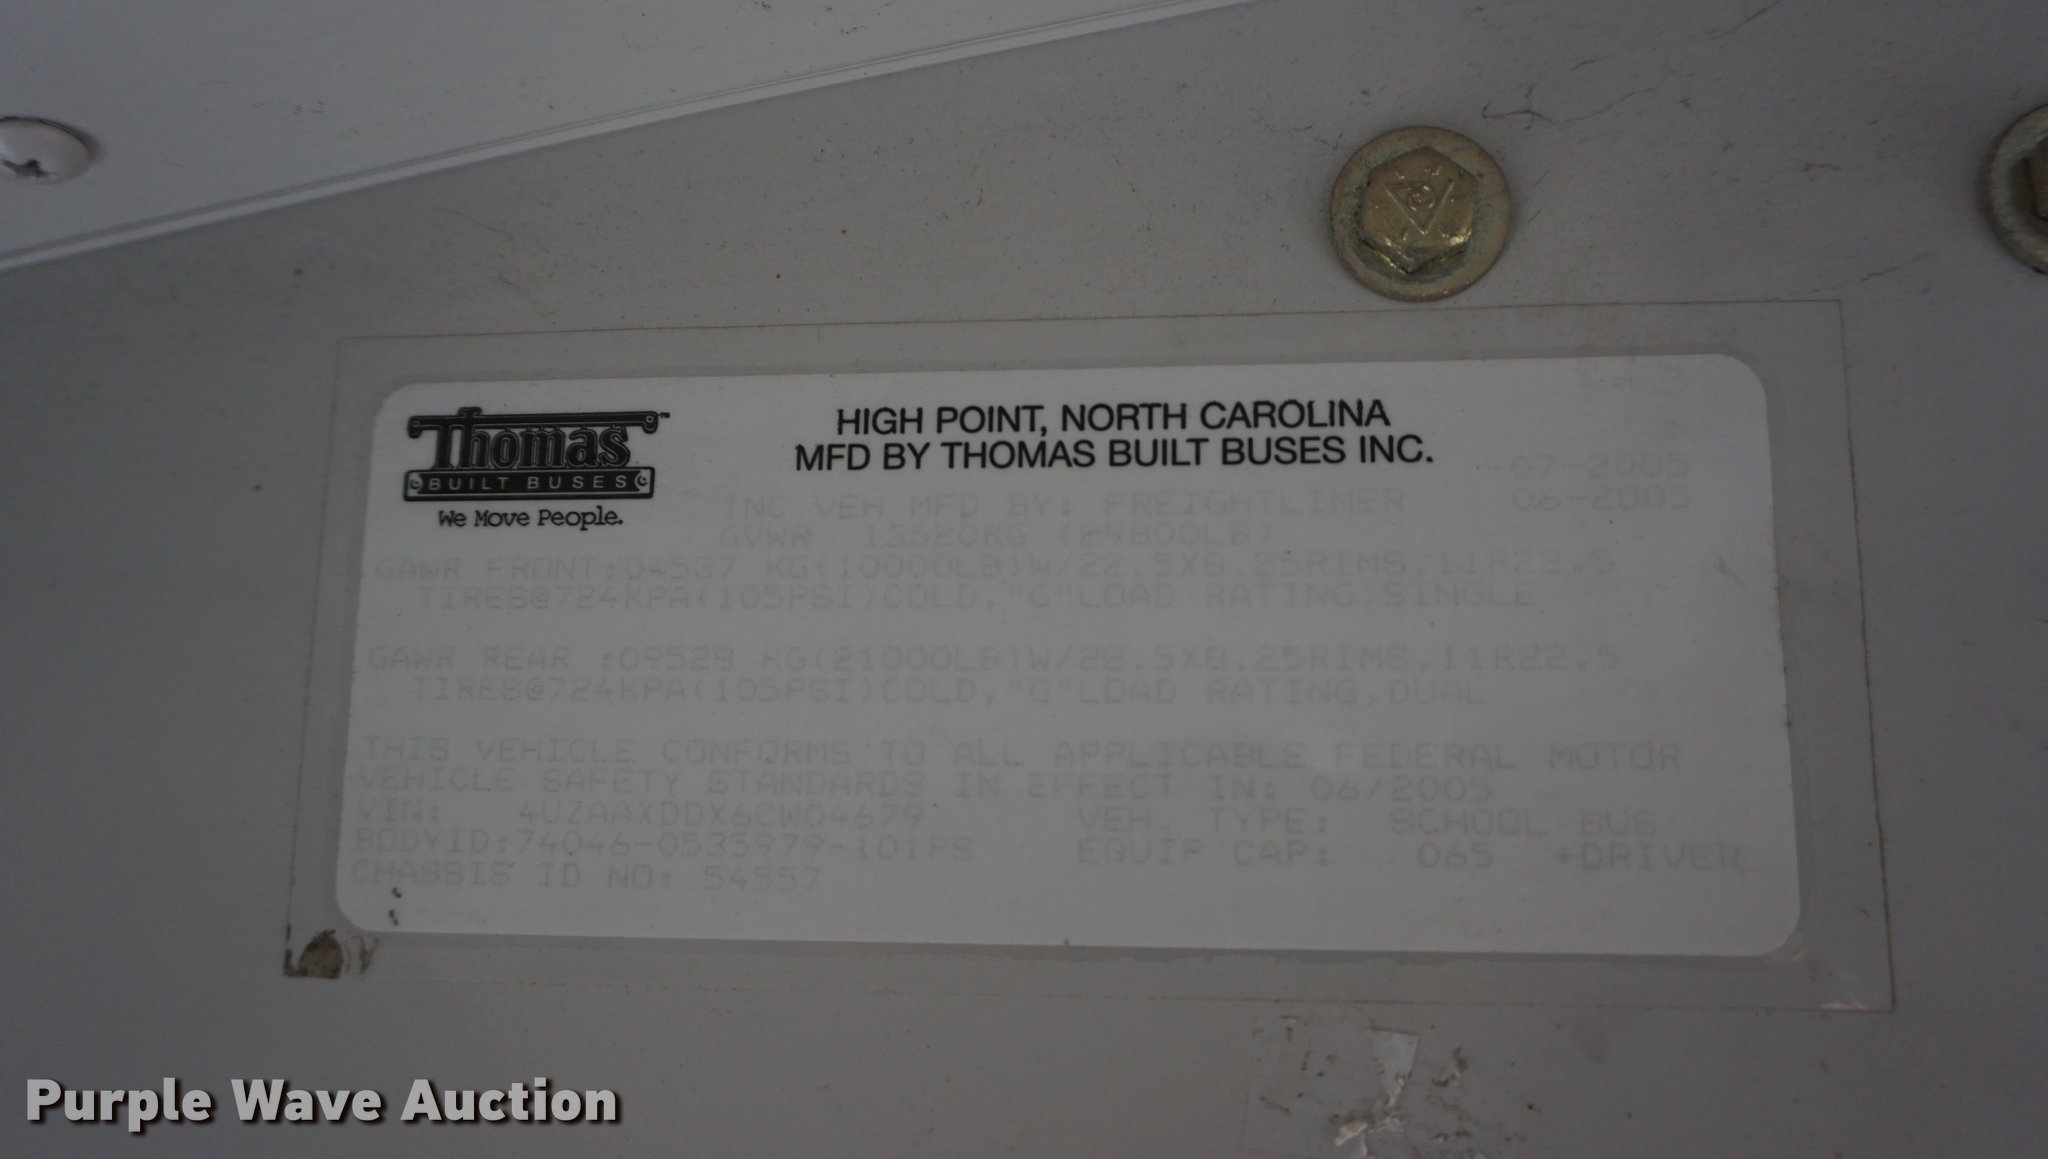 Thomas™
BUILT BUSES
We Move People.
HIGH POINT, NORTH CAROLINA
MFD BY THOMAS BUILT BUSES INC.
07-2005
INC VEH MFD BY: FREIGHTLINER 06-2005
GVWR 13520KG (29800LB)
GAWR FRONT:04537 KG(10000LB)W/22.5X8.25RIMS,11R22.5
TIRES@724KPA(105PSI)COLD,"G"LOAD RATING,SINGLE
GAWR REAR :09528 KG(21000LB)W/22.5X8.25RIMS,11R22.5
TIRES@724KPA(105PSI)COLD,"G"LOAD RATING,DUAL
THIS VEHICLE CONFORMS TO ALL APPLICABLE FEDERAL MOTOR
VEHICLE SAFETY STANDARDS IN EFFECT IN: 06/2005
VIN: 4UZAAXDDX6CW04679 VEH. TYPE: SCHOOL BUS
BODYID:74046-0535979-101PS EQUIP CAP: 065 +DRIVER
CHASSIS ID NO: 54557
Purple Wave Auction